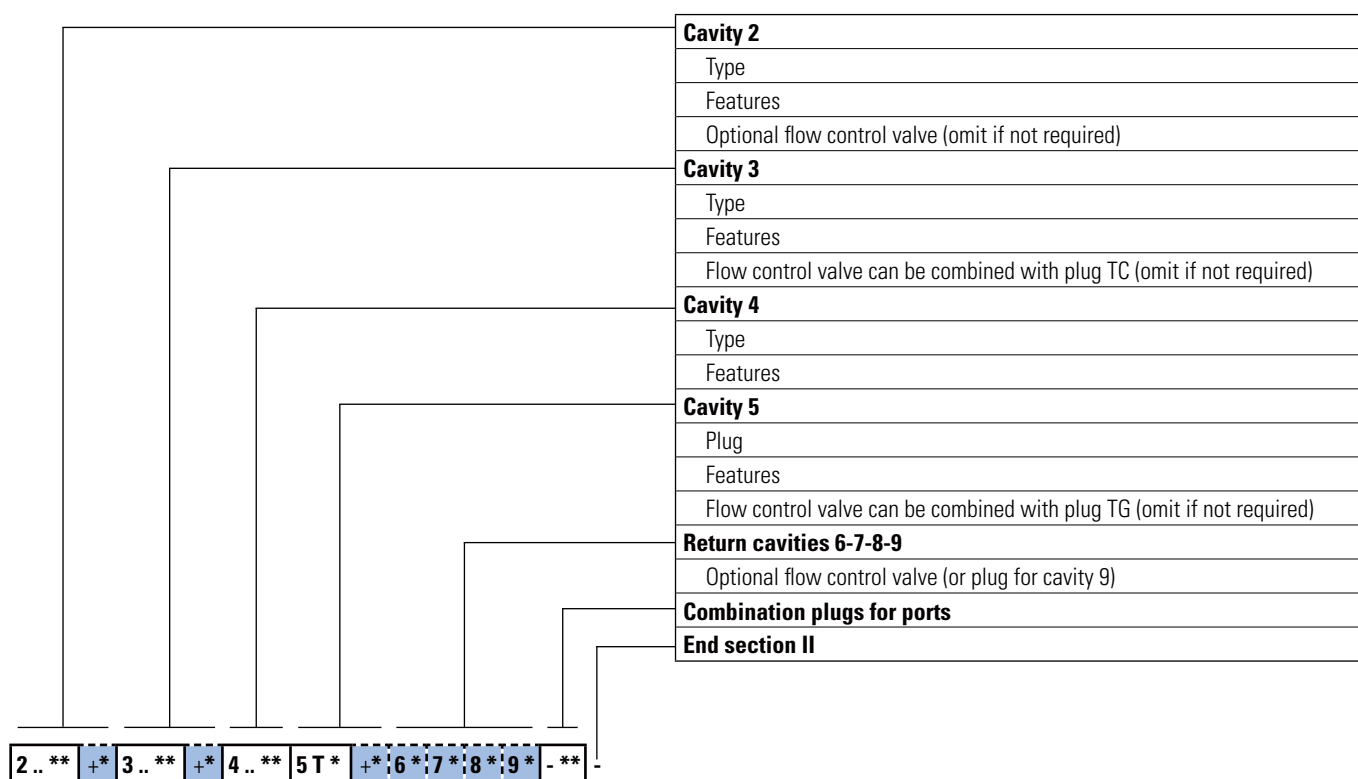 Cavity 2
Type
Features
Optional flow control valve (omit if not required)
Cavity 3
Type
Features
Flow control valve can be combined with plug TC (omit if not required)
Cavity 4
Type
Features
Cavity 5
Plug
Features
Flow control valve can be combined with plug TG (omit if not required)
Return cavities 6-7-8-9
Optional flow control valve (or plug for cavity 9)
Combination plugs for ports
End section II
2 .. ** +* 3 .. ** +* 4 .. ** 5 T * +* 6 * 7 * 8 * 9 * - ** -